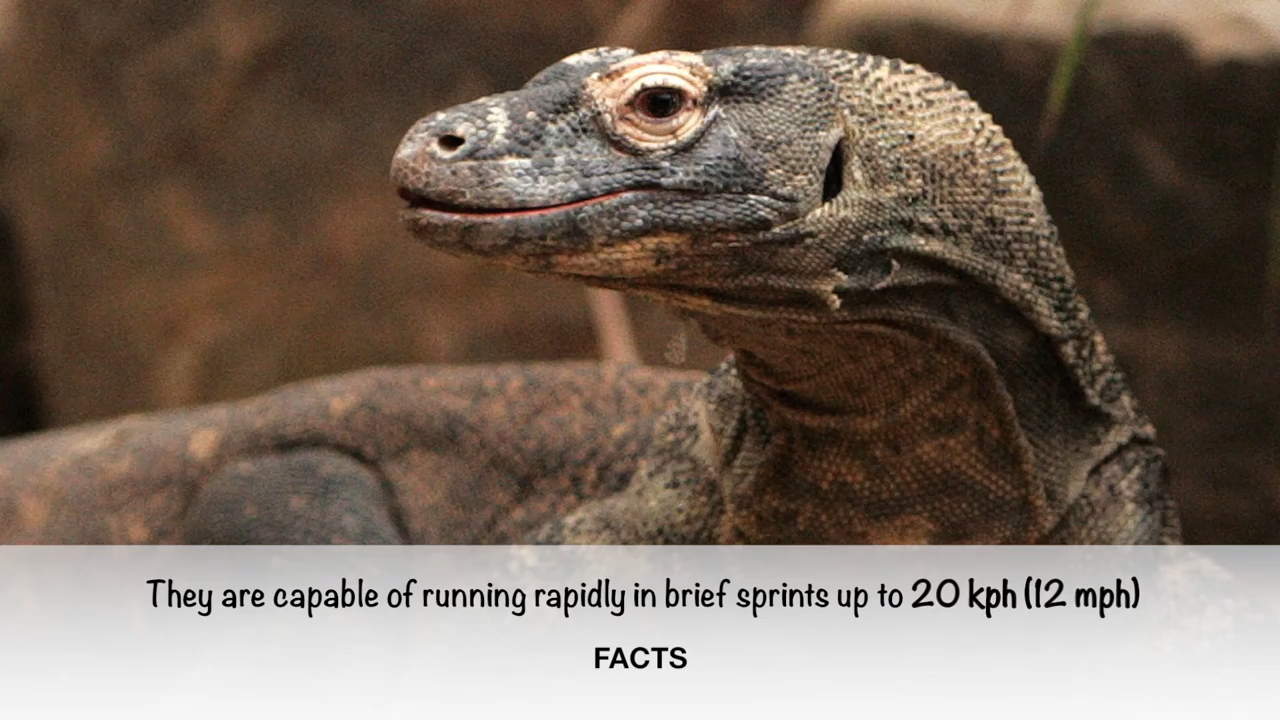 They are capable of running rapidly in brief sprints up to 20 kph (12 mph)
FACTS